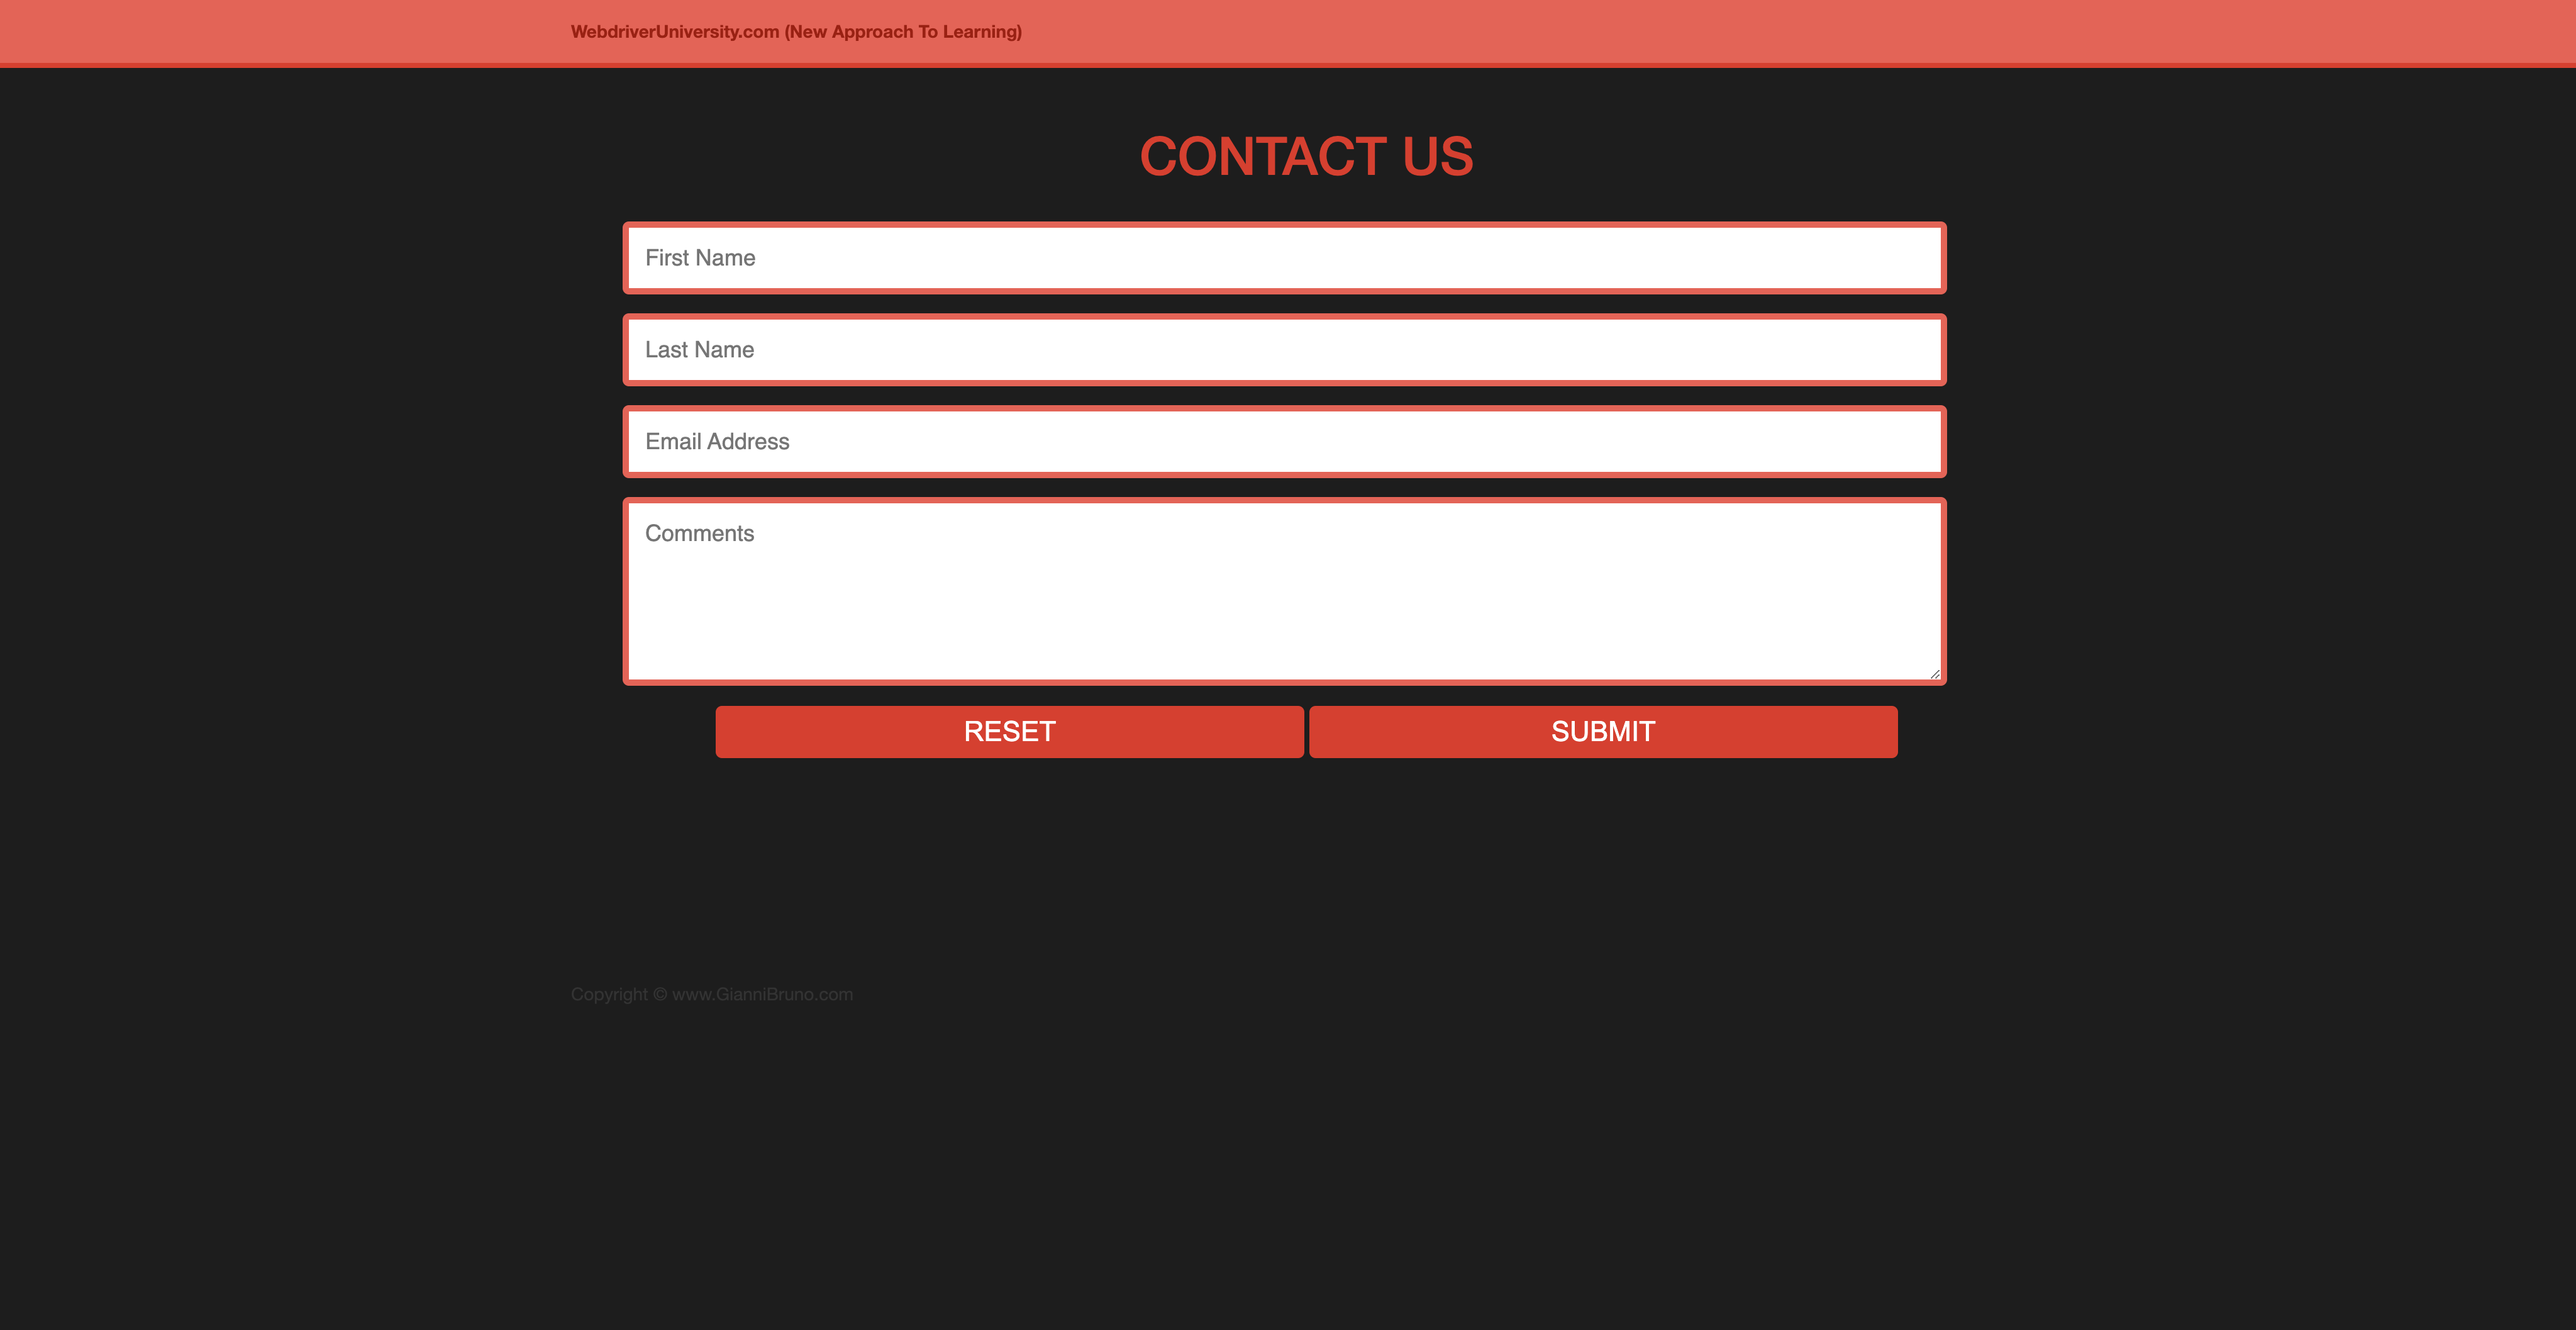 WebdriverUniversity.com (New Approach To Learning)
CONTACT US
First Name
Last Name
Email Address
Comments
RESET SUBMIT
Copyright © www.GianniBruno.com